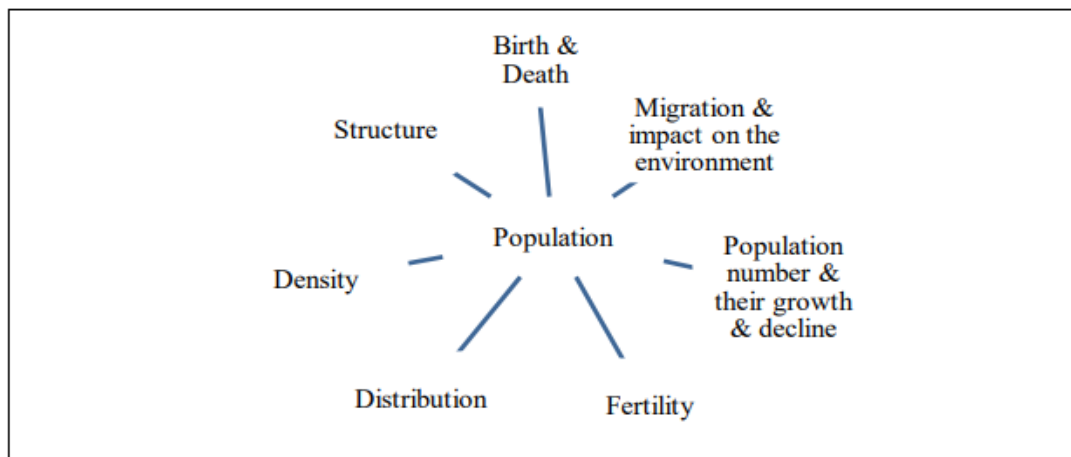 Birth &
Death
Migration &
impact on the
environment
Structure
Population
Population
number &
their growth
& decline
Density
Distribution
Fertility